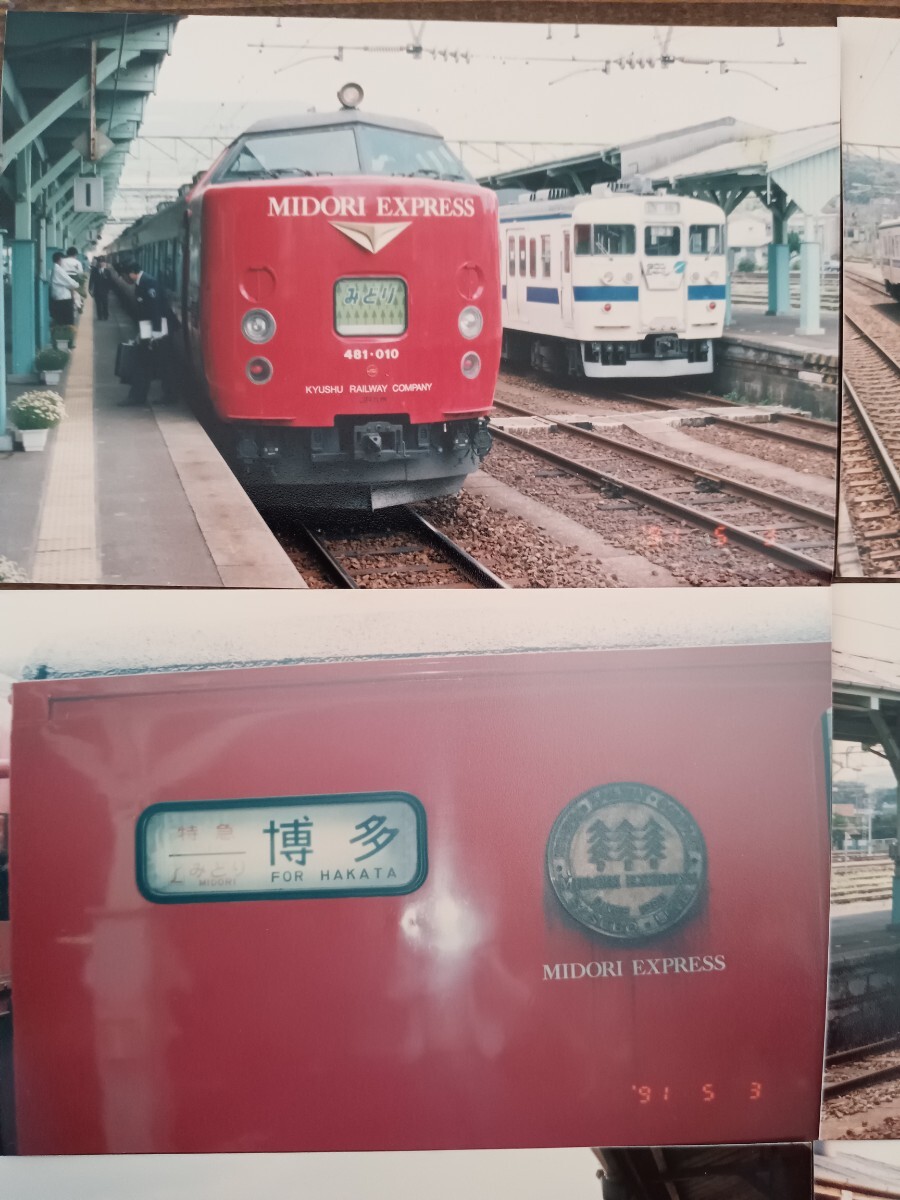 1
MIDORI EXPRESS
みどり
481-010
KYUSHU RAILWAY COMPANY
'91 5 3
特急
博多
みどり
MIDORI
FOR HAKATA
MIDORI EXPRESS
MIDORI EXPRESS
'91 5 3